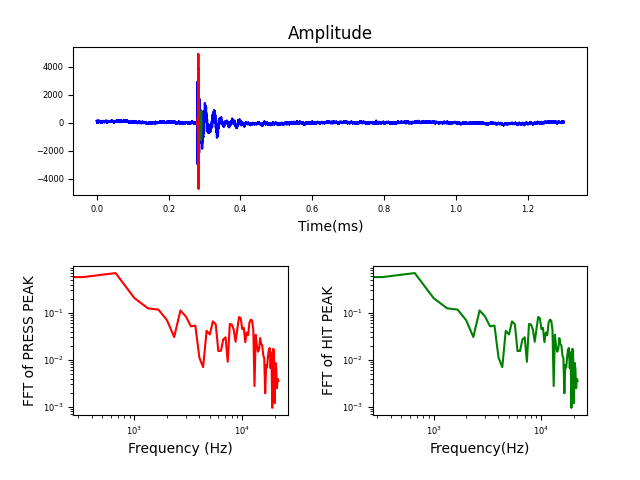 Amplitude
4000
2000
0
−2000
−4000
0.0 0.2 0.4 0.6 0.8 1.0 1.2
Time(ms)
FFT of PRESS PEAK
10⁻¹
10⁻²
10⁻³
10³ 10⁴
Frequency (Hz)
FFT of HIT PEAK
10⁻¹
10⁻²
10⁻³
10³ 10⁴
Frequency(Hz)